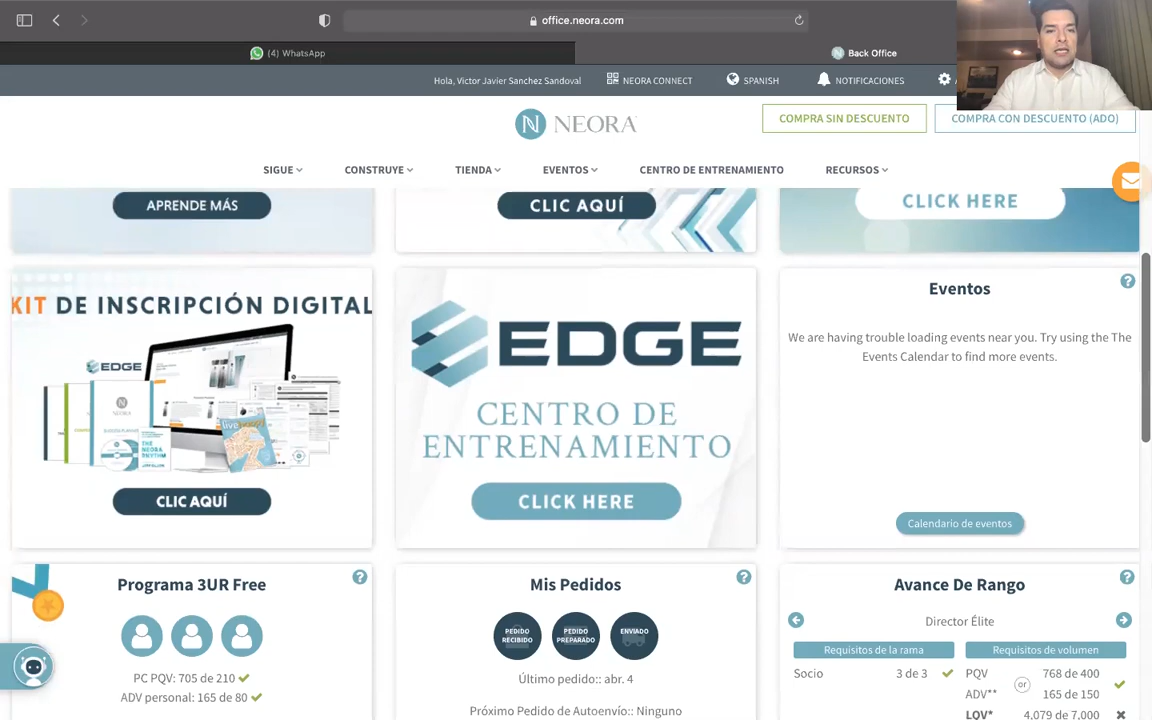 office.neora.com
(4) WhatsApp
Back Office
Hola, Victor Javier Sanchez Sandoval
NEORA CONNECT
SPANISH
NOTIFICACIONES
NEORA
COMPRA SIN DESCUENTO
COMPRA CON DESCUENTO (ADO)
SIGUE
CONSTRUYE
TIENDA
EVENTOS
CENTRO DE ENTRENAMIENTO
RECURSOS
APRENDE MÁS
CLIC AQUÍ
CLICK HERE
KIT DE INSCRIPCIÓN DIGITAL
EDGE
NEORA
CLIC AQUÍ
EDGE
CENTRO DE
ENTRENAMIENTO
CLICK HERE
Eventos
We are having trouble loading events near you. Try using the The
Events Calendar to find more events.
Calendario de eventos
Programa 3UR Free
PC PQV: 705 de 210
ADV personal: 165 de 80
Mis Pedidos
PEDIDO
RECIBIDO
PEDIDO
PREPARADO
ENVIADO
Último pedido:: abr. 4
Próximo Pedido de Autoenvío:: Ninguno
Avance De Rango
Director Élite
Requisitos de la rama
Requisitos de volumen
Socio 3 de 3
PQV 768 de 400
or
ADV** 165 de 150
LQV* 4,079 de 7,000